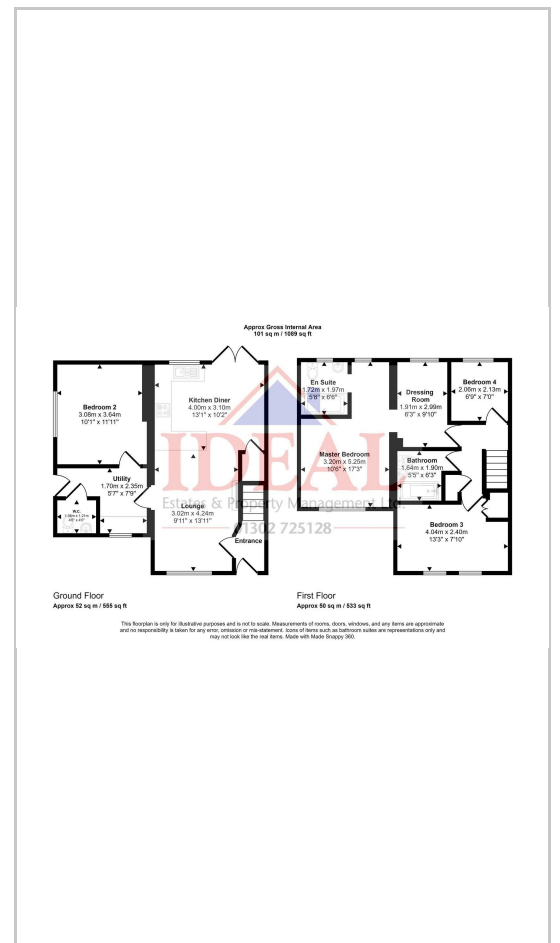 Approx Gross Internal Area
101 sq m / 1089 sq ft
Bedroom 2
3.08m x 3.64m
10'1" x 11'11"
Kitchen Diner
4.00m x 3.10m
13'1" x 10'2"
Utility
1.70m x 2.35m
5'7" x 7'9"
W.C.
Lounge
3.02m x 4.24m
9'11" x 13'11"
Entrance
En Suite
1.72m x 1.97m
5'8" x 6'6"
Dressing
Room
1.91m x 2.99m
6'3" x 9'10"
Bedroom 4
2.06m x 2.13m
6'9" x 7'0"
Master Bedroom
3.20m x 5.25m
10'6" x 17'3"
Bathroom
1.64m x 1.90m
5'5" x 6'3"
Bedroom 3
4.04m x 2.40m
13'3" x 7'10"
IDEAL
Estates & Property Management Ltd.
01302 725128
Ground Floor
Approx 52 sq m / 555 sq ft
First Floor
Approx 50 sq m / 533 sq ft
This floorplan is only for illustrative purposes and is not to scale. Measurements of rooms, doors, windows, and any items are approximate
and no responsibility is taken for any error, omission or mis-statement. Icons of items such as bathroom suites are representations only and
may not look like the real items. Made with Made Snappy 360.